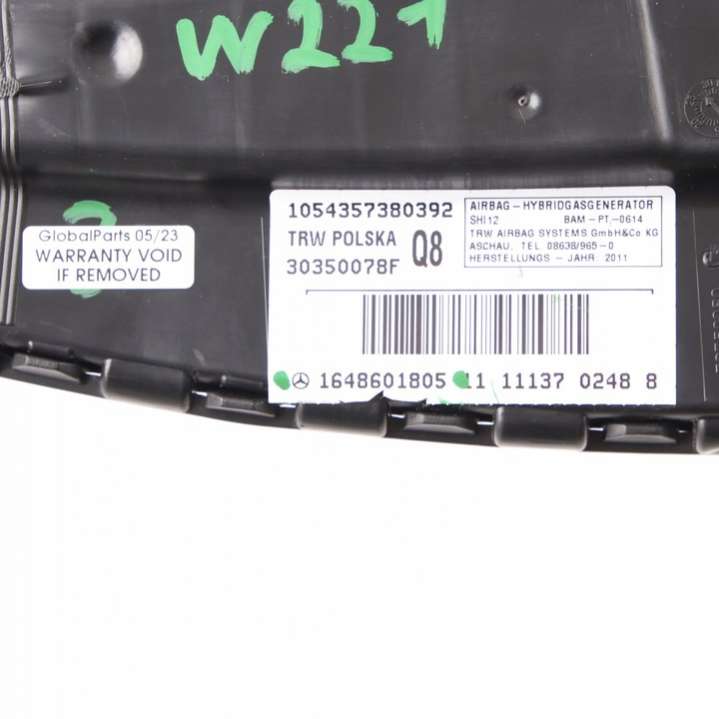 W221
GlobalParts 05/23
WARRANTY VOID
IF REMOVED
1054357380392
TRW POLSKA Q8
30350078F
AIRBAG - HYBRIDGASGENERATOR
SHI12 BAM - PT.-0614
TRW AIRBAG SYSTEMS GmbH&Co KG
ASCHAU, TEL. 08638/965-0
HERSTELLUNGS - JAHR. 2011
1648601805 11 11137 0248 8